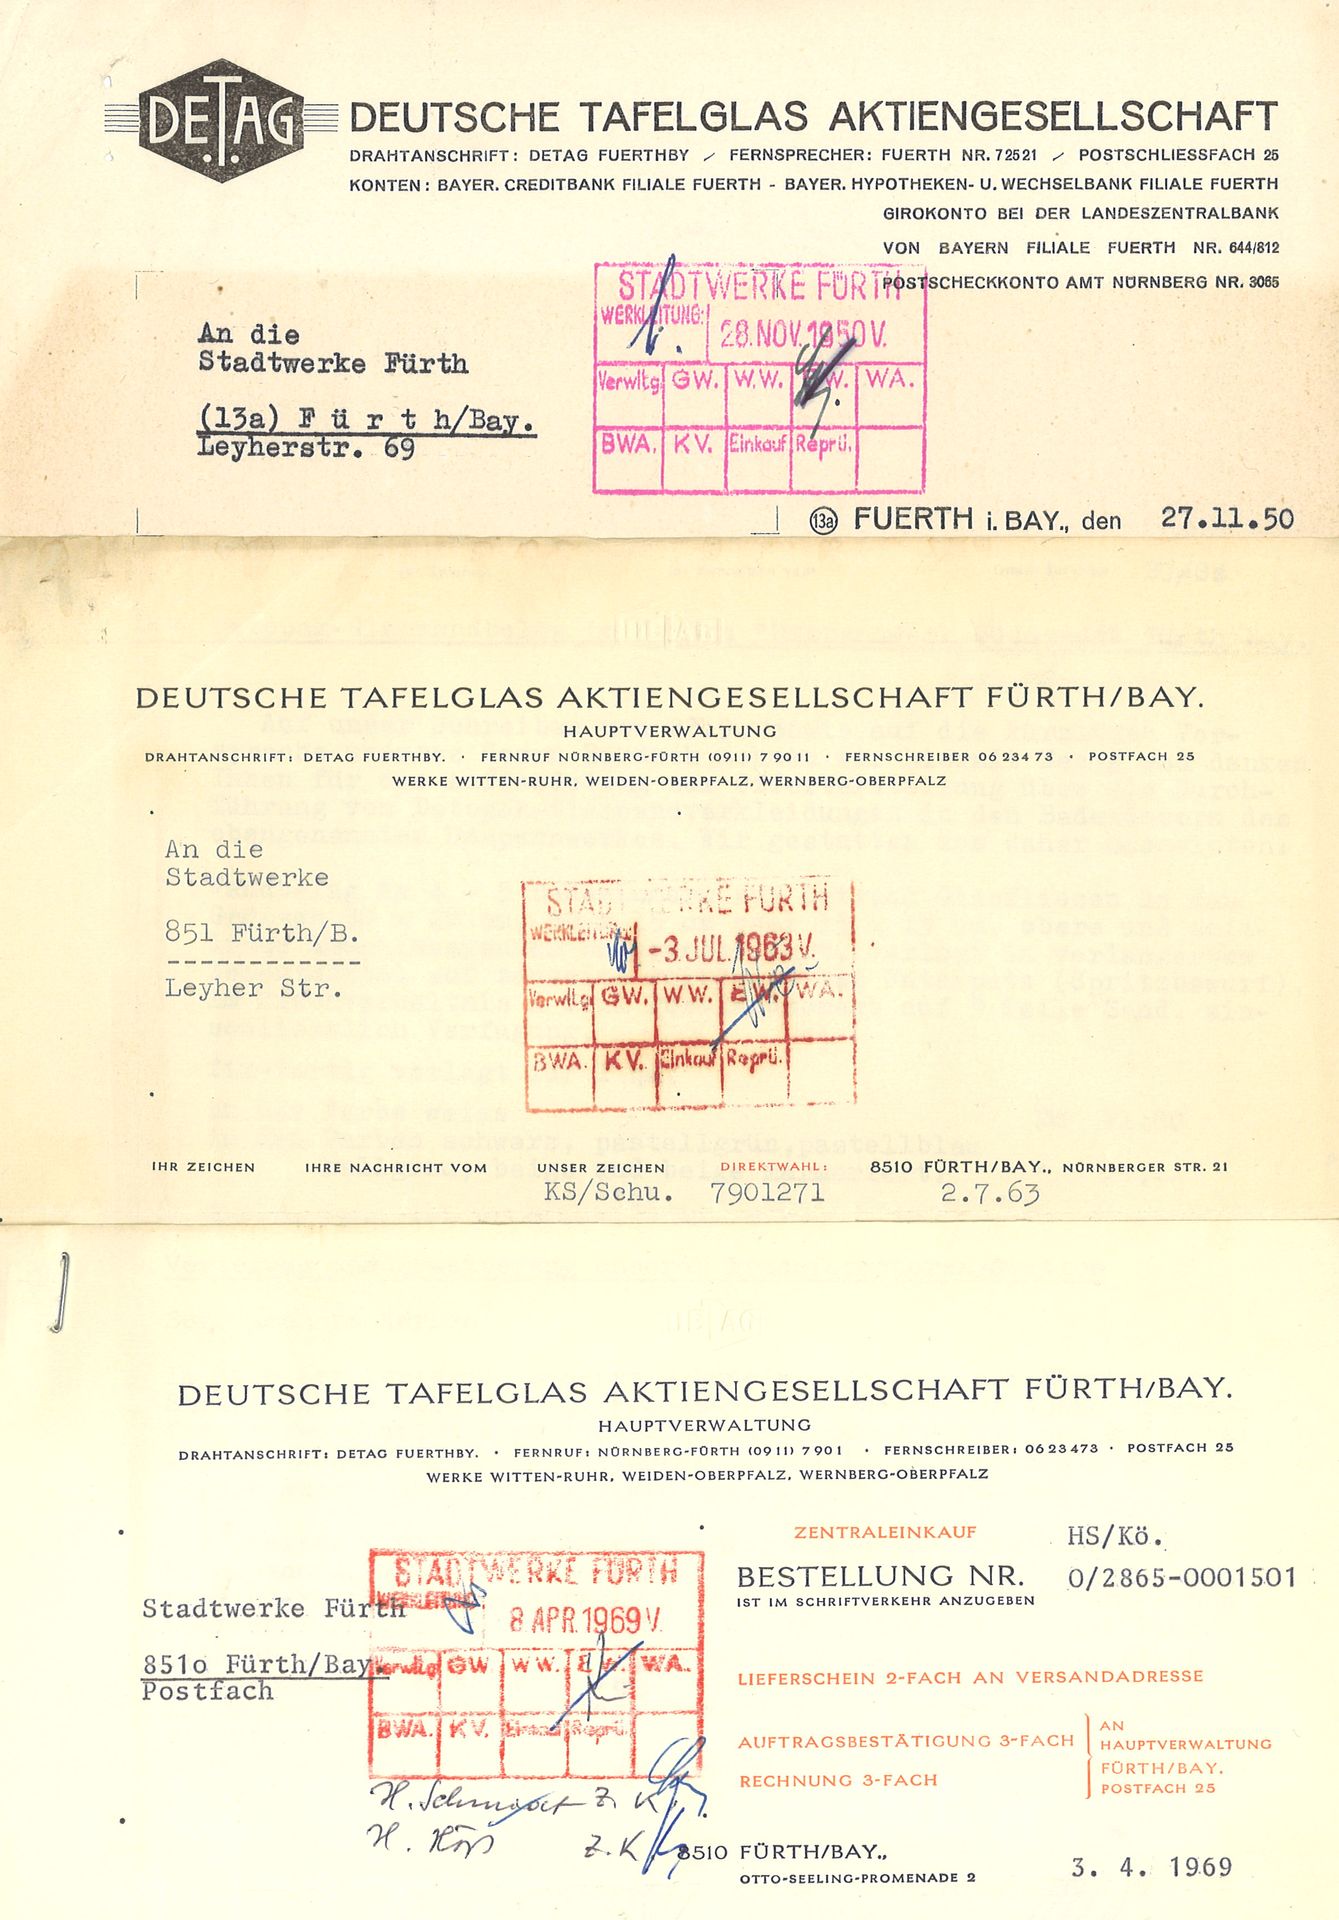 DETAG
DEUTSCHE TAFELGLAS AKTIENGESELLSCHAFT
DRAHTANSCHRIFT: DETAG FUERTHBY / FERNSPRECHER: FUERTH NR. 72521 / POSTSCHLIESSFACH 25
KONTEN: BAYER. CREDITBANK FILIALE FUERTH - BAYER. HYPOTHEKEN- U. WECHSELBANK FILIALE FUERTH
GIROKONTO BEI DER LANDESZENTRALBANK
VON BAYERN FILIALE FUERTH NR. 644/812
POSTSCHECKKONTO AMT NÜRNBERG NR. 3065
STADTWERKE FÜRTH
WERKLEITUNG: 28. NOV. 1950 V.
Verwltg GW. W.W. E.W. WA.
BWA. KV. Einkauf Reprü.
An die
Stadtwerke Fürth
(13a) F ü r t h/Bay.
Leyherstr. 69
13a FUERTH i. BAY., den 27.11.50
DEUTSCHE TAFELGLAS AKTIENGESELLSCHAFT FÜRTH/BAY.
HAUPTVERWALTUNG
DRAHTANSCHRIFT: DETAG FUERTHBY. · FERNRUF NÜRNBERG-FÜRTH (0911) 7 90 11 · FERNSCHREIBER 06 234 73 · POSTFACH 25
WERKE WITTEN-RUHR, WEIDEN-OBERPFALZ, WERNBERG-OBERPFALZ
An die
Stadtwerke
851 Fürth/B.
------------
Leyher Str.
STADTWERKE FÜRTH
WERKLEITUNG -3. JUL. 1963 V.
Verwltg GW. W.W. E.W. WA.
BWA. KV. Einkauf Reprü.
IHR ZEICHEN IHRE NACHRICHT VOM UNSER ZEICHEN DIREKTWAHL: 8510 FÜRTH/BAY., NÜRNBERGER STR. 21
KS/Schu. 7901271 2.7.63
DEUTSCHE TAFELGLAS AKTIENGESELLSCHAFT FÜRTH/BAY.
HAUPTVERWALTUNG
DRAHTANSCHRIFT: DETAG FUERTHBY. · FERNRUF: NÜRNBERG-FÜRTH (0911) 7901 · FERNSCHREIBER: 0623473 · POSTFACH 25
WERKE WITTEN-RUHR, WEIDEN-OBERPFALZ, WERNBERG-OBERPFALZ
ZENTRALEINKAUF HS/Kö.
BESTELLUNG NR. 0/2865-0001501
IST IM SCHRIFTVERKEHR ANZUGEBEN
Stadtwerke Fürth
851o Fürth/Bay.
Postfach
STADTWERKE FÜRTH
WERKLEITUNG 8. APR. 1969 V.
Verwltg GW W.W. E.W. WA.
BWA. KV. Einkauf Reprü.
LIEFERSCHEIN 2-FACH AN VERSANDADRESSE
AUFTRAGSBESTÄTIGUNG 3-FACH
RECHNUNG 3-FACH
AN
HAUPTVERWALTUNG
FÜRTH/BAY.
POSTFACH 25
H. Schmidt z. K.
H. z. K.
8510 FÜRTH/BAY., 3. 4. 1969
OTTO-SEELING-PROMENADE 2